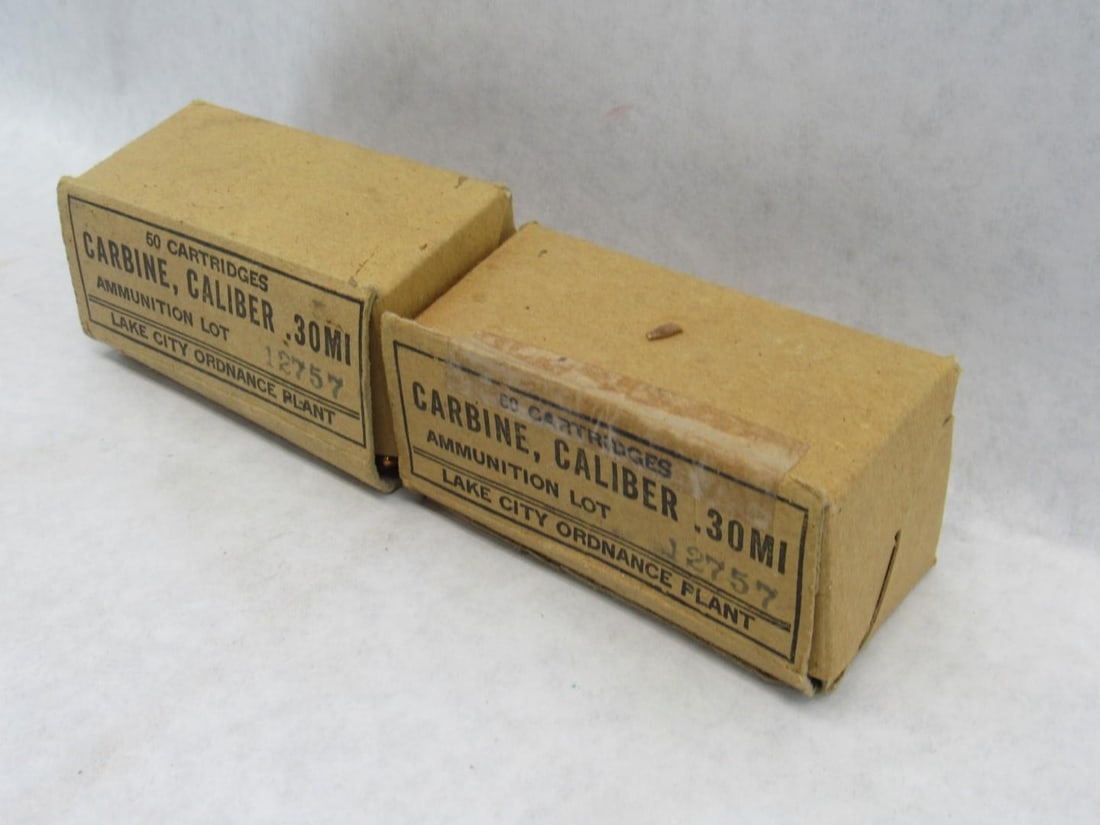 50 CARTRIDGES
CARBINE, CALIBER .30MI
AMMUNITION LOT 12757
LAKE CITY ORDNANCE PLANT
50 CARTRIDGES
CARBINE, CALIBER .30MI
AMMUNITION LOT 12757
LAKE CITY ORDNANCE PLANT